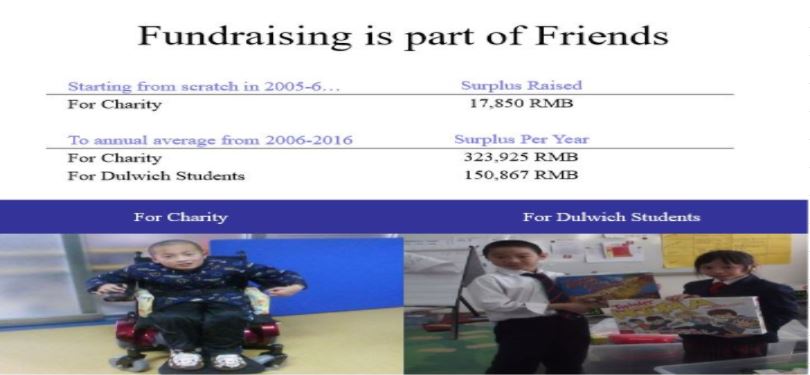 Fundraising is part of Friends
Starting from scratch in 2005-6… Surplus Raised
For Charity 17,850 RMB
To annual average from 2006-2016 Surplus Per Year
For Charity 323,925 RMB
For Dulwich Students 150,867 RMB
For Charity For Dulwich Students